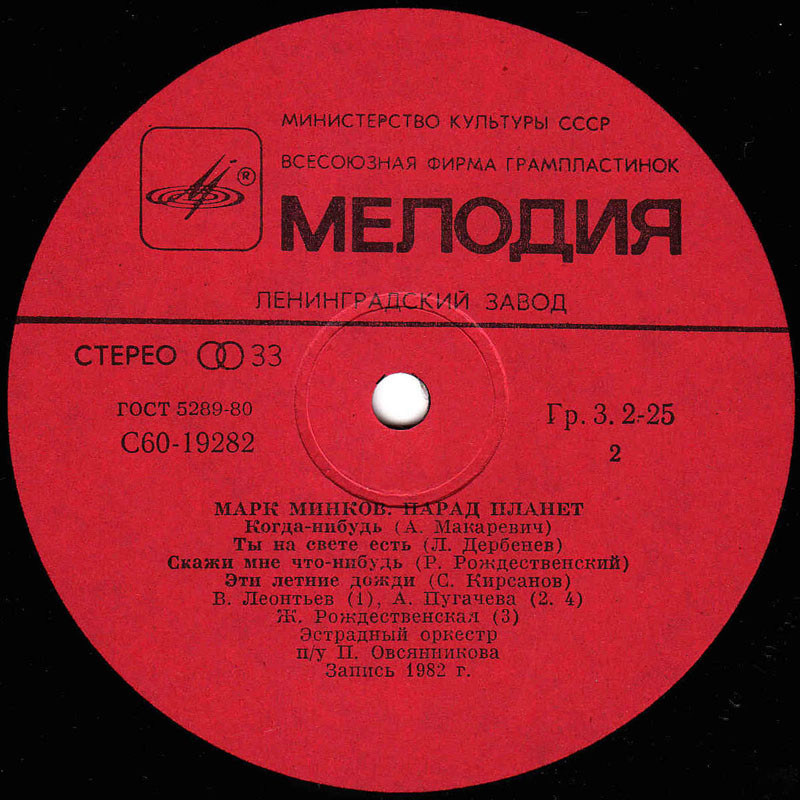 МИНИСТЕРСТВО КУЛЬТУРЫ СССР
ВСЕСОЮЗНАЯ ФИРМА ГРАМПЛАСТИНОК
®
МЕЛОДИЯ
ЛЕНИНГРАДСКИЙ ЗАВОД
СТЕРЕО 33
ГОСТ 5289-80
Гр. 3. 2-25
С60-19282
2
МАРК МИНКОВ. ПАРАД ПЛАНЕТ
Когда-нибудь (А. Макаревич)
Ты на свете есть (Л. Дербенев)
Скажи мне что-нибудь (Р. Рождественский)
Эти летние дожди (С. Кирсанов)
В. Леонтьев (1), А. Пугачева (2. 4)
Ж. Рождественская (3)
Эстрадный оркестр
п/у П. Овсянникова
Запись 1982 г.